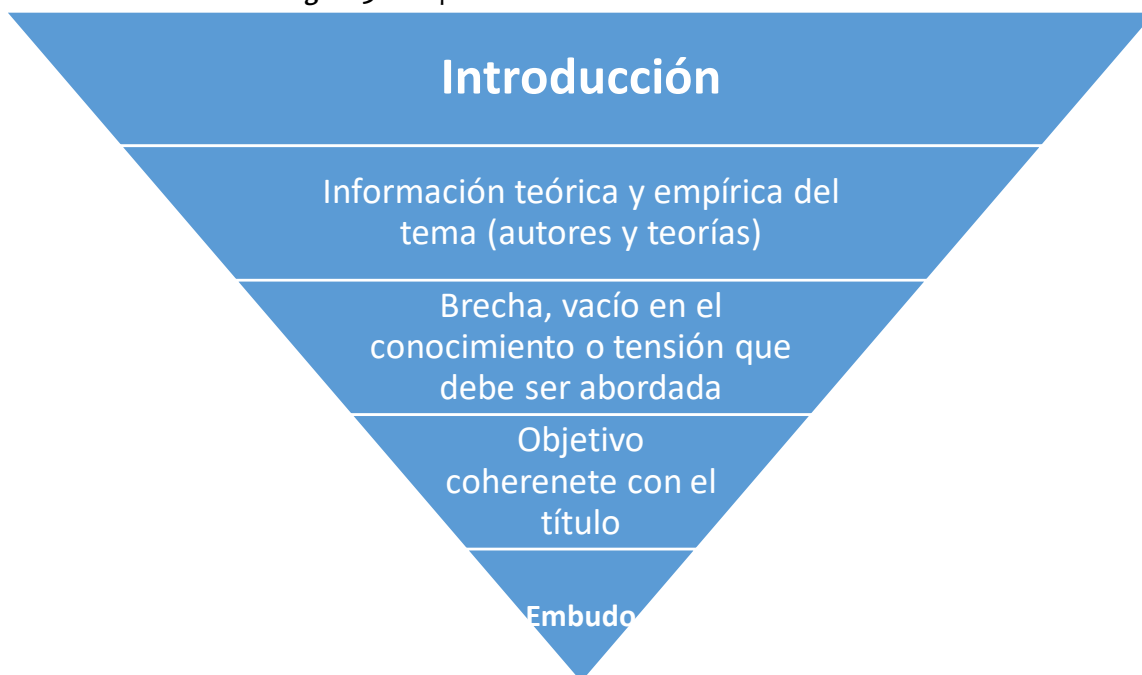 Introducción
Información teórica y empírica del
tema (autores y teorías)
Brecha, vacío en el
conocimiento o tensión que
debe ser abordada
Objetivo
coherenete con el
título
Embudo